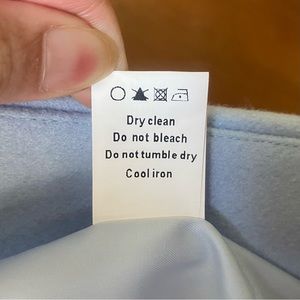 Dry clean
Do not bleach
Do not tumble dry
Cool iron